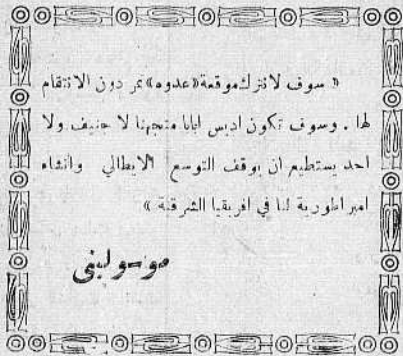 « سوف لا نترك موقعة «عدوه» تمر دون الانتقام
لها . وسوف تكون اديس ابابا متجهنا لا جنيف ولا
احد يستطيع ان يوقف التوسع الايطالي وانشاء
امبراطورية لنا في افريقيا الشرقية »
موسوليني